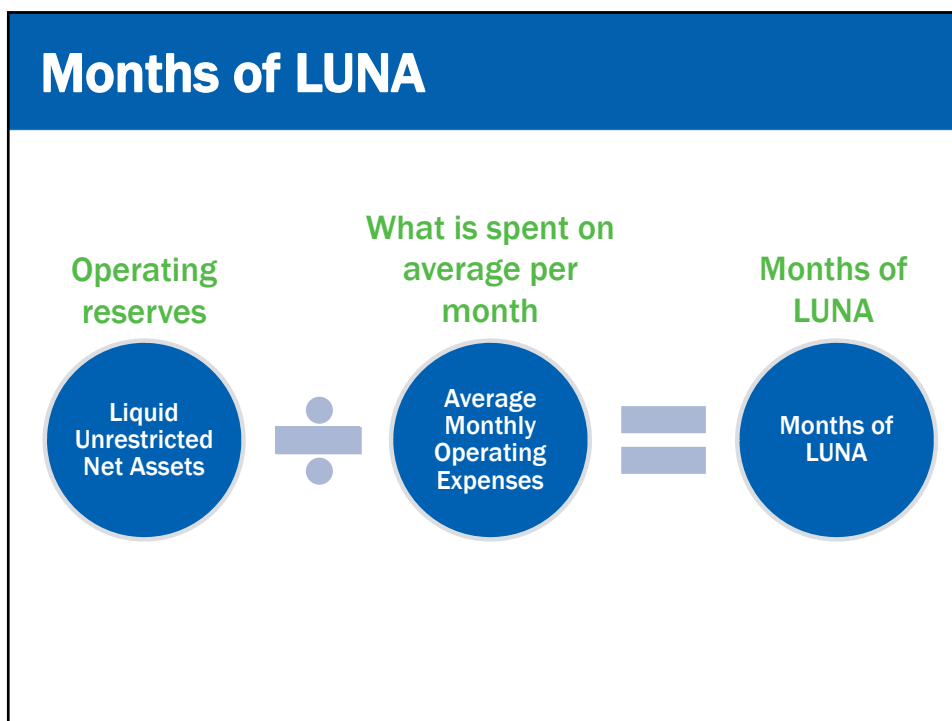 Months of LUNA
Operating
reserves
What is spent on
average per
month
Months of
LUNA
Liquid
Unrestricted
Net Assets
Average
Monthly
Operating
Expenses
Months of
LUNA